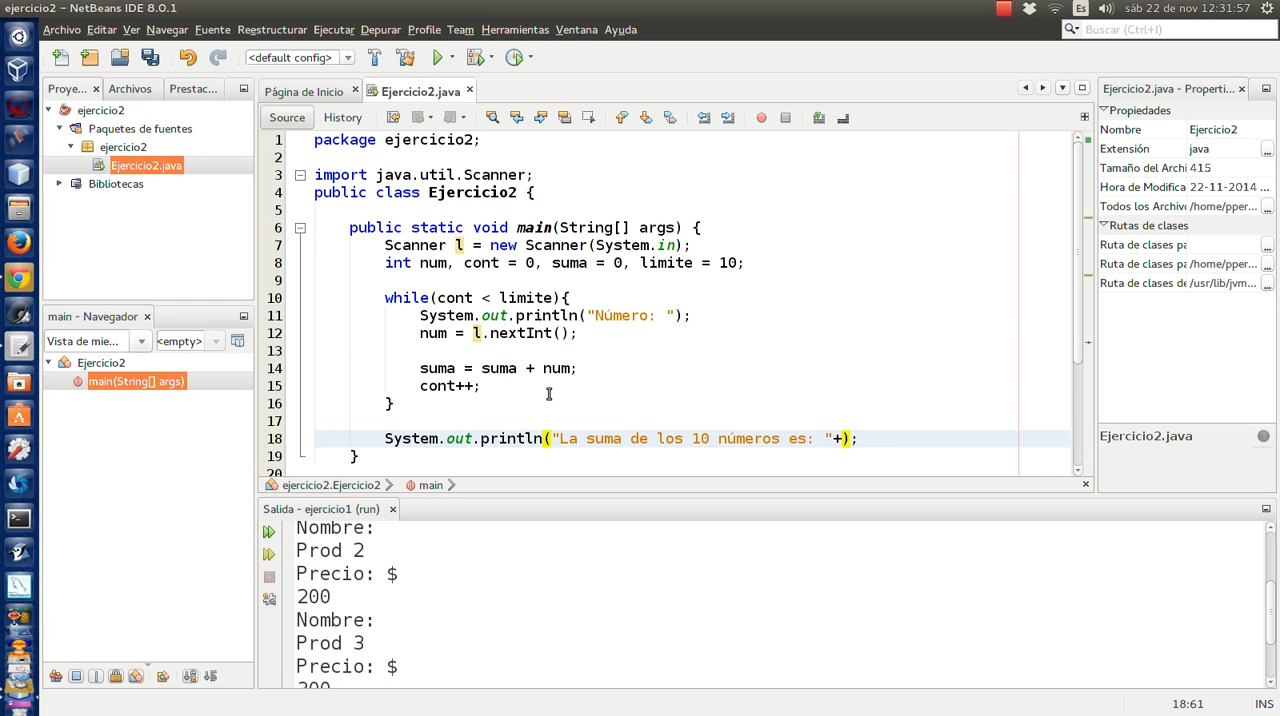 ejercicio2 - NetBeans IDE 8.0.1
Es
sáb 22 de nov 12:31:57
Archivo Editar Ver Navegar Fuente Reestructurar Ejecutar Depurar Profile Team Herramientas Ventana Ayuda
Buscar (Ctrl+I)
<default config>
Proye... × Archivos Prestac...
Página de Inicio × Ejercicio2.java ×
Ejercicio2.java - Properti... ×
ejercicio2
Paquetes de fuentes
ejercicio2
Ejercicio2.java
Bibliotecas
Source History
1 package ejercicio2;
2
3 import java.util.Scanner;
4 public class Ejercicio2 {
5
6 public static void main(String[] args) {
7 Scanner l = new Scanner(System.in);
8 int num, cont = 0, suma = 0, limite = 10;
9
10 while(cont < limite){
11 System.out.println("Número: ");
12 num = l.nextInt();
13
14 suma = suma + num;
15 cont++;
16 }
17
18 System.out.println("La suma de los 10 números es: "+);
19 }
20
ejercicio2.Ejercicio2 main
Propiedades
Nombre Ejercicio2
Extensión java ...
Tamaño del Archi 415
Hora de Modifica 22-11-2014 ...
Todos los Archivo /home/pper... ...
Rutas de clases
Ruta de clases pa ...
Ruta de clases pa /home/pper... ...
Ruta de clases de /usr/lib/jvm... ...
Ejercicio2.java
main - Navegador ×
Vista de mie... <empty>
Ejercicio2
main(String[] args)
Salida - ejercicio1 (run) ×
Nombre:
Prod 2
Precio: $
200
Nombre:
Prod 3
Precio: $
300
18:61 INS